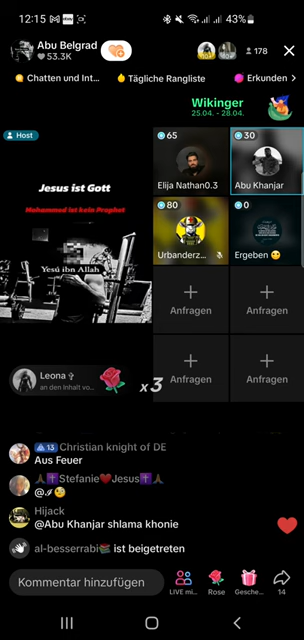 12:15
43%
Abu Belgrad
53.3K
178
Chatten und Int...
Tägliche Rangliste
Erkunden >
Wikinger
25.04. - 28.04.
Host
65
30
Jesus ist Gott
Mohammed ist kein Prophet
Yesú ibn Allah
Elija Nathan0.3
Abu Khanjar
80
0
Urbanderz...
Ergeben
+
Anfragen
+
Anfragen
+
Anfragen
+
Anfragen
Leona
an den Inhalt vo...
x3
13 Christian knight of DE
Aus Feuer
Stefanie Jesus
Hijack
@Abu Khanjar shlama khonie
al-besserrabi ist beigetreten
Kommentar hinzufügen
LIVE mi...
Rose
Gesche...
14